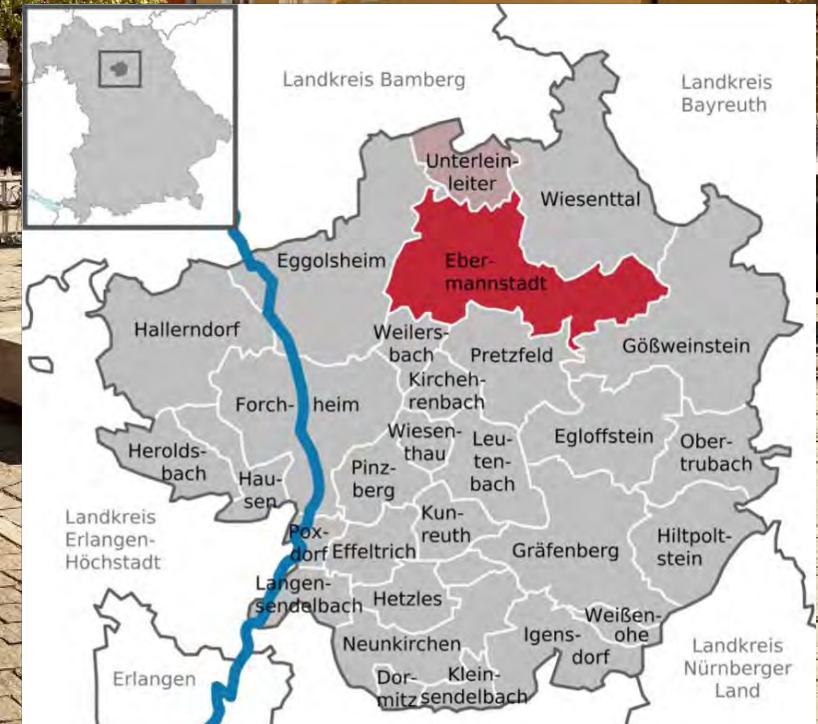 Landkreis Bamberg
Landkreis
Bayreuth
Unterlein-
leiter
Wiesenttal
Eggolsheim
Eber-
mannstadt
Hallerndorf
Weilers-
bach
Pretzfeld
Gößweinstein
Kircheh-
renbach
Forch- heim
Wiesen-
thau
Leu-
ten-
bach
Egloffstein
Ober-
trubach
Herolds-
bach
Hau-
sen
Pinz-
berg
Kun-
reuth
Landkreis
Erlangen-
Höchstadt
Pox-
dorf
Effeltrich
Gräfenberg
Hiltpolt-
stein
Langen-
sendelbach
Hetzles
Weißen-
ohe
Igens-
dorf
Neunkirchen
Landkreis
Nürnberger
Land
Erlangen
Dor-
mitz
Klein-
sendelbach